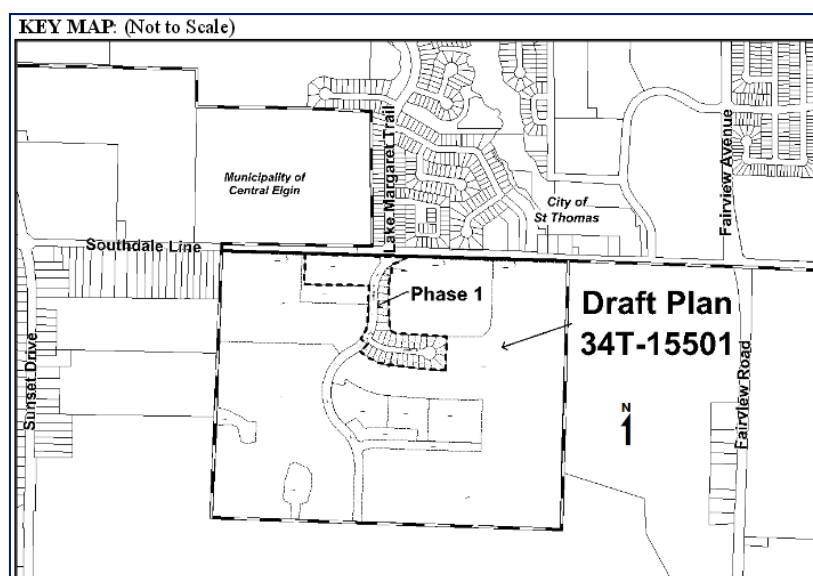 KEY MAP: (Not to Scale)
Lake Margaret Trail
Fairview Avenue
Municipality of
Central Elgin
City of
St Thomas
Southdale Line
Phase 1
Draft Plan
34T-15501
Sunset Drive
Fairview Road
N